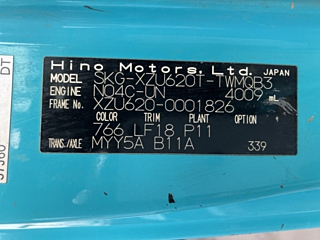 Hino Motors, Ltd. JAPAN
MODEL SKG-XZU620T-TWMQB3
ENGINE N04C-UN 4009 mL
FRAME No. XZU620-0001826
COLOR TRIM PLANT OPTION
766 LF18 P11
TRANS./AXLE MYY5A B11A 339
DT